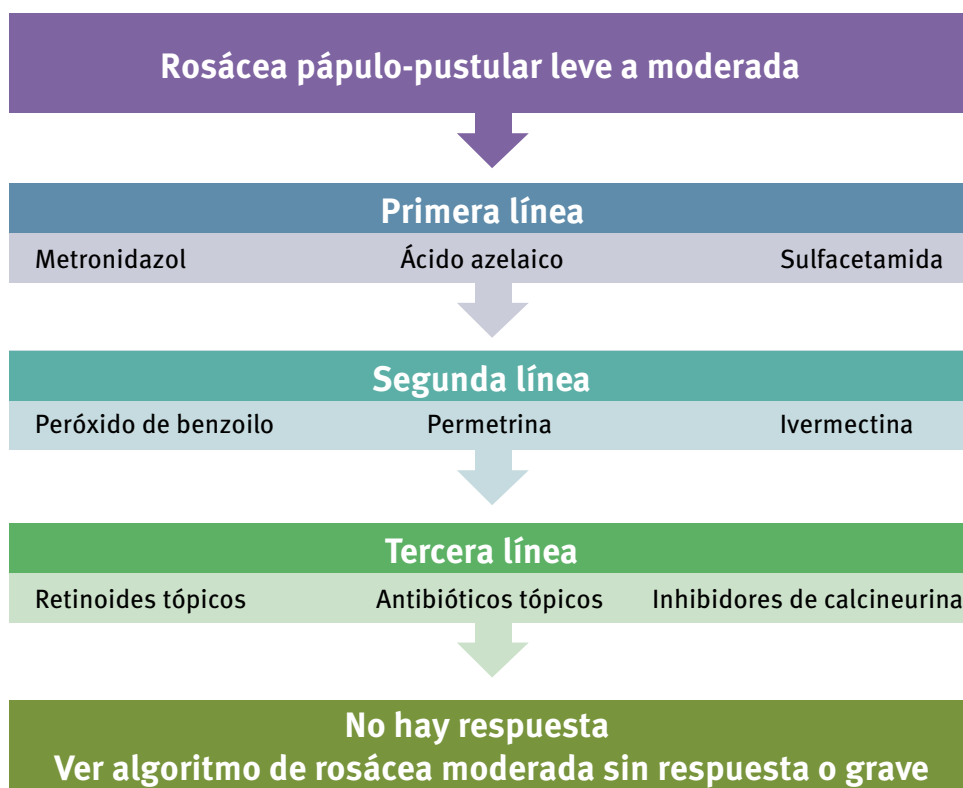 Rosácea pápulo-pustular leve a moderada
Primera línea
Metronidazol Ácido azelaico Sulfacetamida
Segunda línea
Peróxido de benzoilo Permetrina Ivermectina
Tercera línea
Retinoides tópicos Antibióticos tópicos Inhibidores de calcineurina
No hay respuesta
Ver algoritmo de rosácea moderada sin respuesta o grave